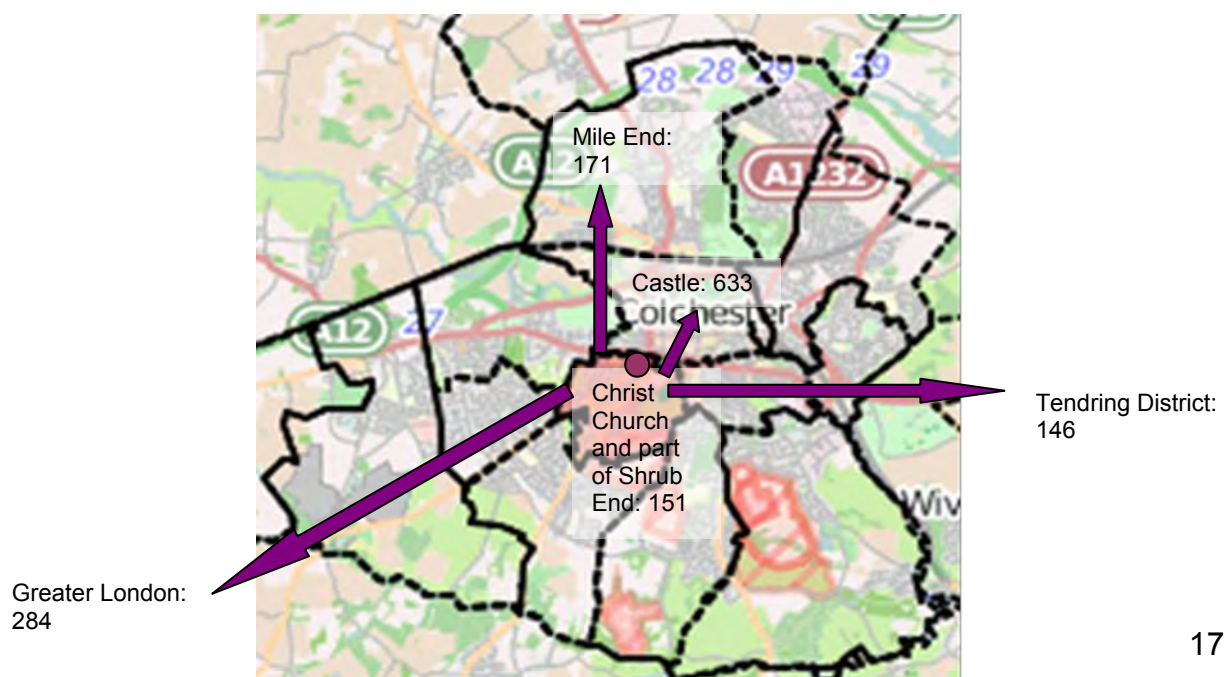 28 28 29 29
Mile End:
171
A12
A1232
Castle: 633
Colchester
A12
27
Christ
Church
and part
of Shrub
End: 151
Tendring District:
146
Wiv
Greater London:
284
17